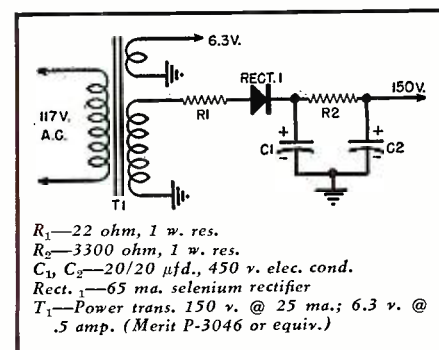 6.3V.
RECT. 1
150V.
117V.
A.C.
R1
R2
C1
C2
+
-
+
-
T1
R1—22 ohm, 1 w. res.
R2—3300 ohm, 1 w. res.
C1, C2—20/20 µfd., 450 v. elec. cond.
Rect. 1—65 ma. selenium rectifier
T1—Power trans. 150 v. @ 25 ma.; 6.3 v. @
.5 amp. (Merit P-3046 or equiv.)